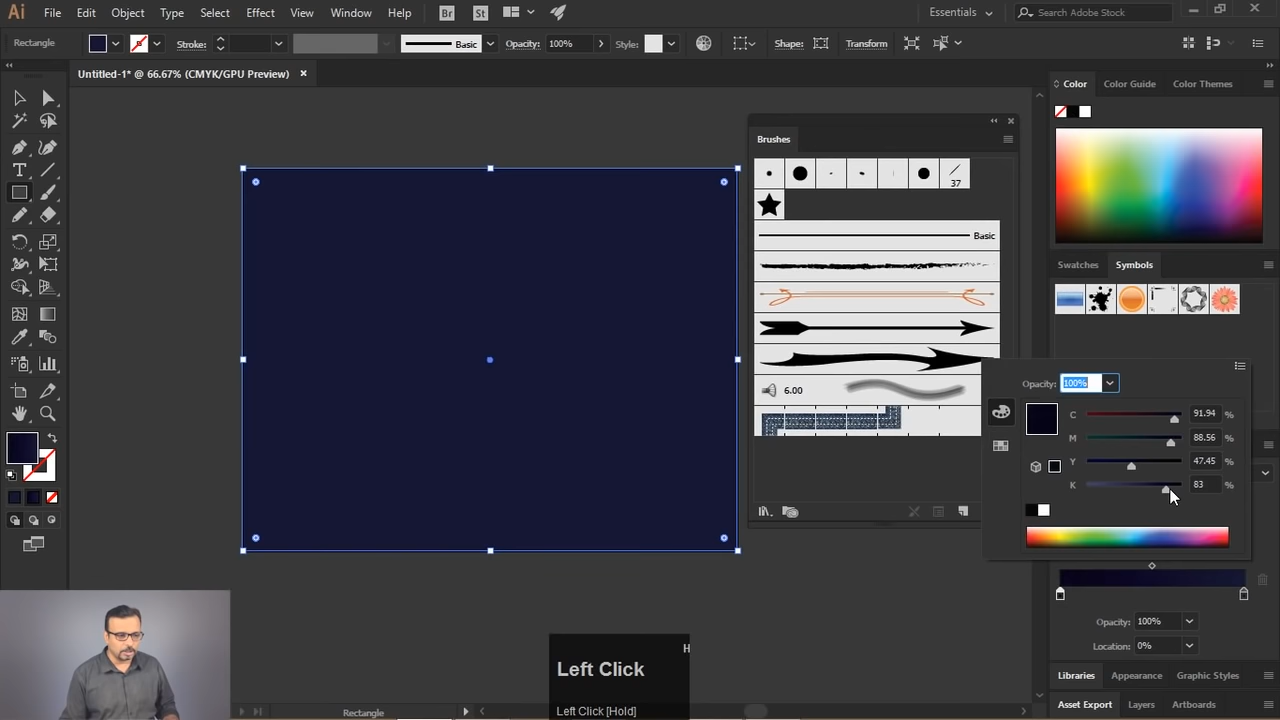 Ai File Edit Object Type Select Effect View Window Help Br St Essentials Search Adobe Stock
Rectangle Stroke: Basic Opacity: 100% Style: Shape: Transform
Untitled-1* @ 66.67% (CMYK/GPU Preview) ×
Color Color Guide Color Themes
Brushes
37
Basic
Swatches Symbols
6.00
Opacity: 100%
C 91.94 %
M 88.56 %
Y 47.45 %
K 83 %
Opacity: 100%
Location: 0%
Libraries Appearance Graphic Styles
Asset Export Layers Artboards
H
Left Click
Left Click [Hold]
Rectangle